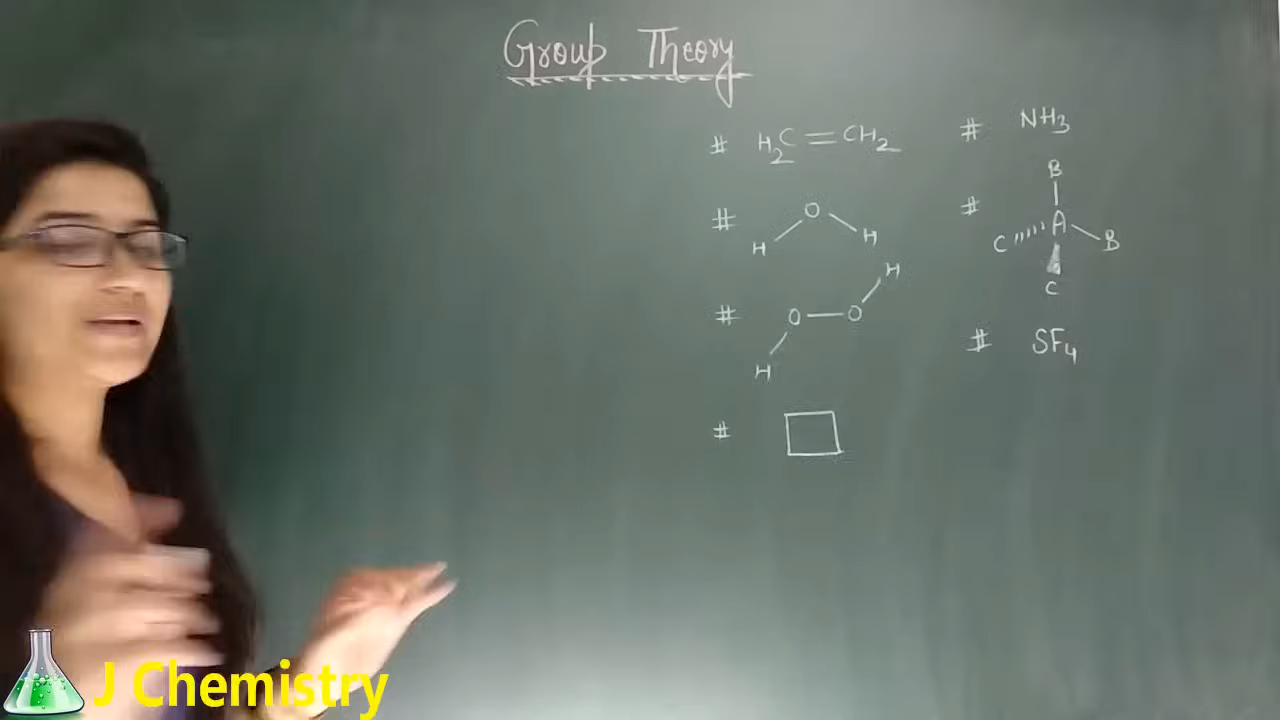 Group Theory
# H₂C=CH₂
# O
H H
# H
O—O
H
#
# NH₃
B
# C A B
C
# SF₄
J Chemistry